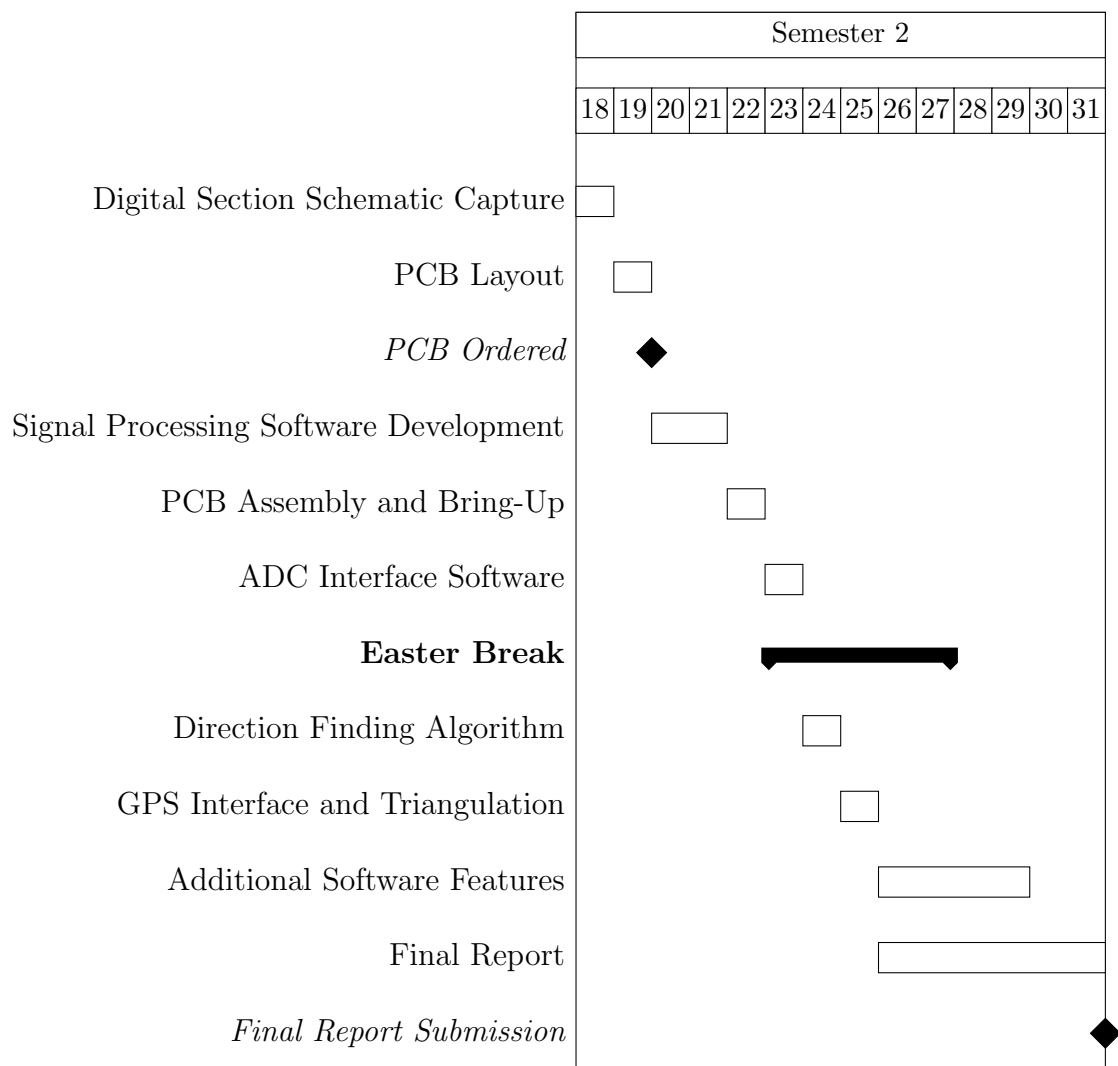 Semester 2
18 19 20 21 22 23 24 25 26 27 28 29 30 31
Digital Section Schematic Capture
PCB Layout
PCB Ordered
Signal Processing Software Development
PCB Assembly and Bring-Up
ADC Interface Software
Easter Break
Direction Finding Algorithm
GPS Interface and Triangulation
Additional Software Features
Final Report
Final Report Submission